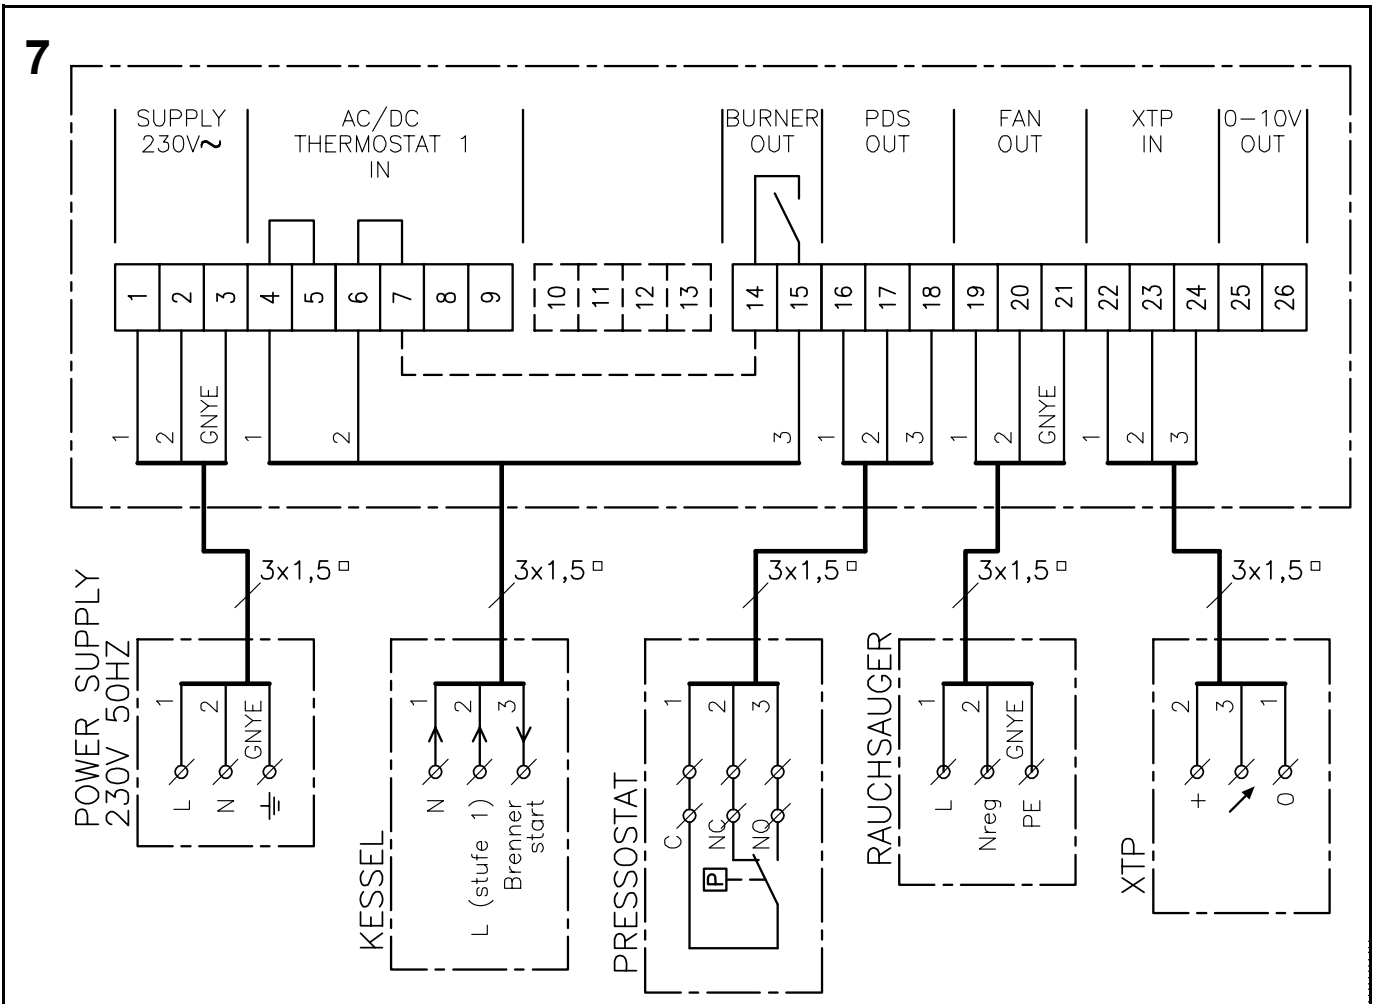 7
SUPPLY
230V~
AC/DC
THERMOSTAT 1
IN
BURNER
OUT
PDS
OUT
FAN
OUT
XTP
IN
0-10V
OUT
1 2 3 4 5 6 7 8 9 10 11 12 13 14 15 16 17 18 19 20 21 22 23 24 25 26
1 2 GNYE 1 2 3 1 2 3 1 2 GNYE 1 2 3
3x1,5 □
3x1,5 □
3x1,5 □
3x1,5 □
3x1,5 □
POWER SUPPLY
230V 50HZ
1 2 GNYE
L N
KESSEL
1 2 3
N
L (stufe 1)
Brenner
start
PRESSOSTAT
1 2 3
C NC NO
P
RAUCHSAUGER
1 2 GNYE
L Nreg PE
XTP
2 3 1
+ 0